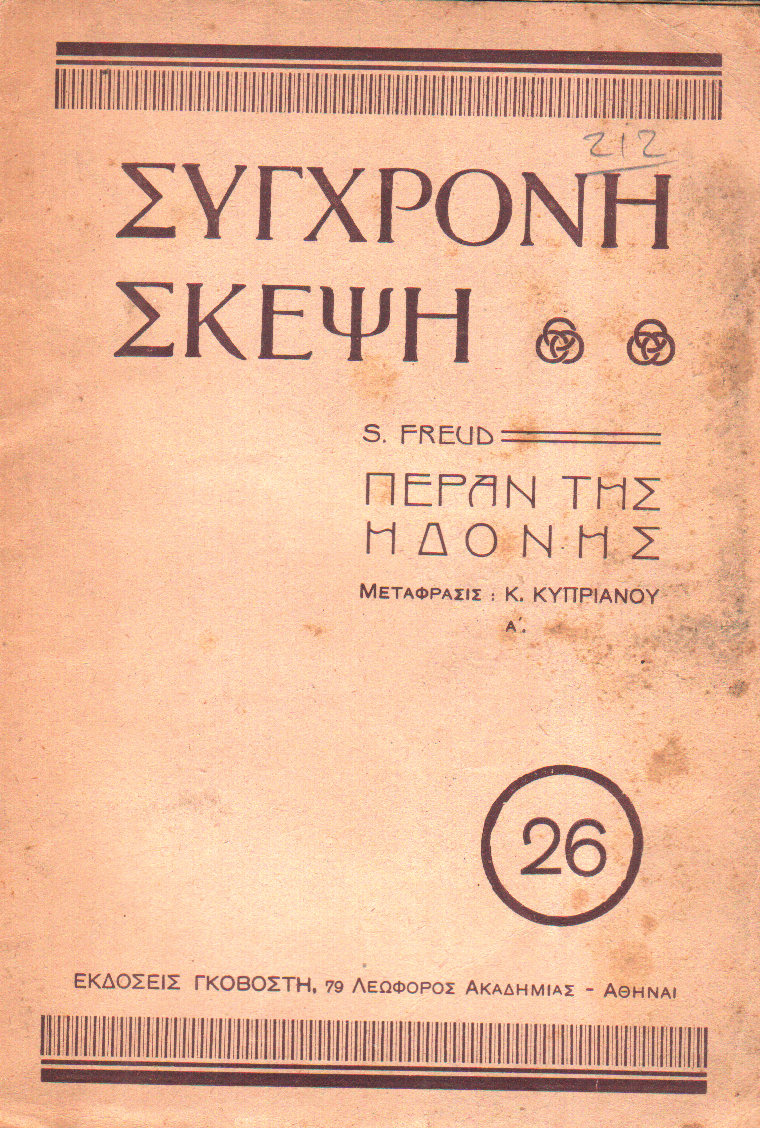 212
ΣΥΓΧΡΟΝΗ
ΣΚΕΨΗ
S. FREUD
ΠΕΡΑΝ ΤΗΣ
ΗΔΟΝΗΣ
ΜΕΤΑΦΡΑΣΙΣ : Κ. ΚΥΠΡΙΑΝΟΥ
Α΄.
26
ΕΚΔΟΣΕΙΣ ΓΚΟΒΟΣΤΗ, 79 ΛΕΩΦΟΡΟΣ ΑΚΑΔΗΜΙΑΣ - ΑΘΗΝΑΙ